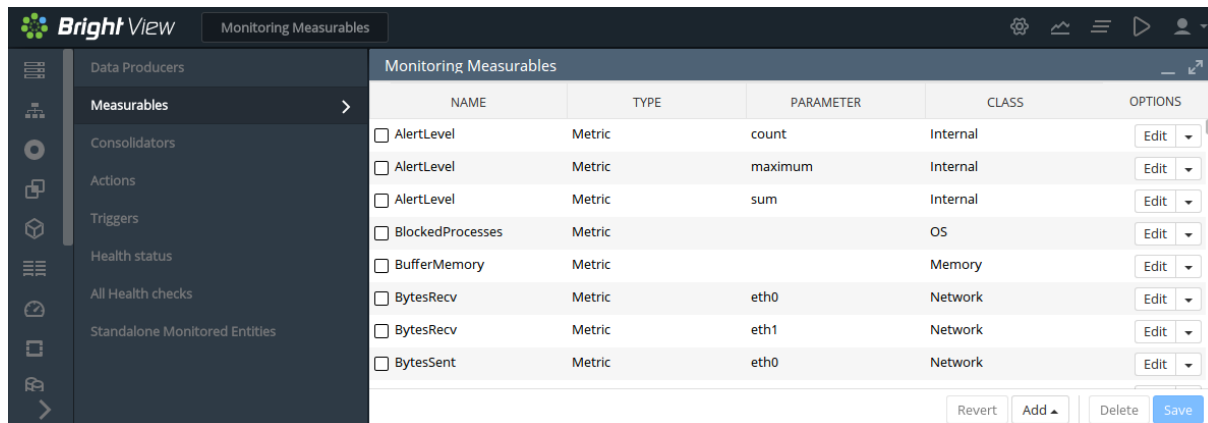 Bright View Monitoring Measurables
Data Producers
Measurables
Consolidators
Actions
Triggers
Health status
All Health checks
Standalone Monitored Entities
Monitoring Measurables
NAME TYPE PARAMETER CLASS OPTIONS
AlertLevel Metric count Internal Edit
AlertLevel Metric maximum Internal Edit
AlertLevel Metric sum Internal Edit
BlockedProcesses Metric OS Edit
BufferMemory Metric Memory Edit
BytesRecv Metric eth0 Network Edit
BytesRecv Metric eth1 Network Edit
BytesSent Metric eth0 Network Edit
Revert Add Delete Save